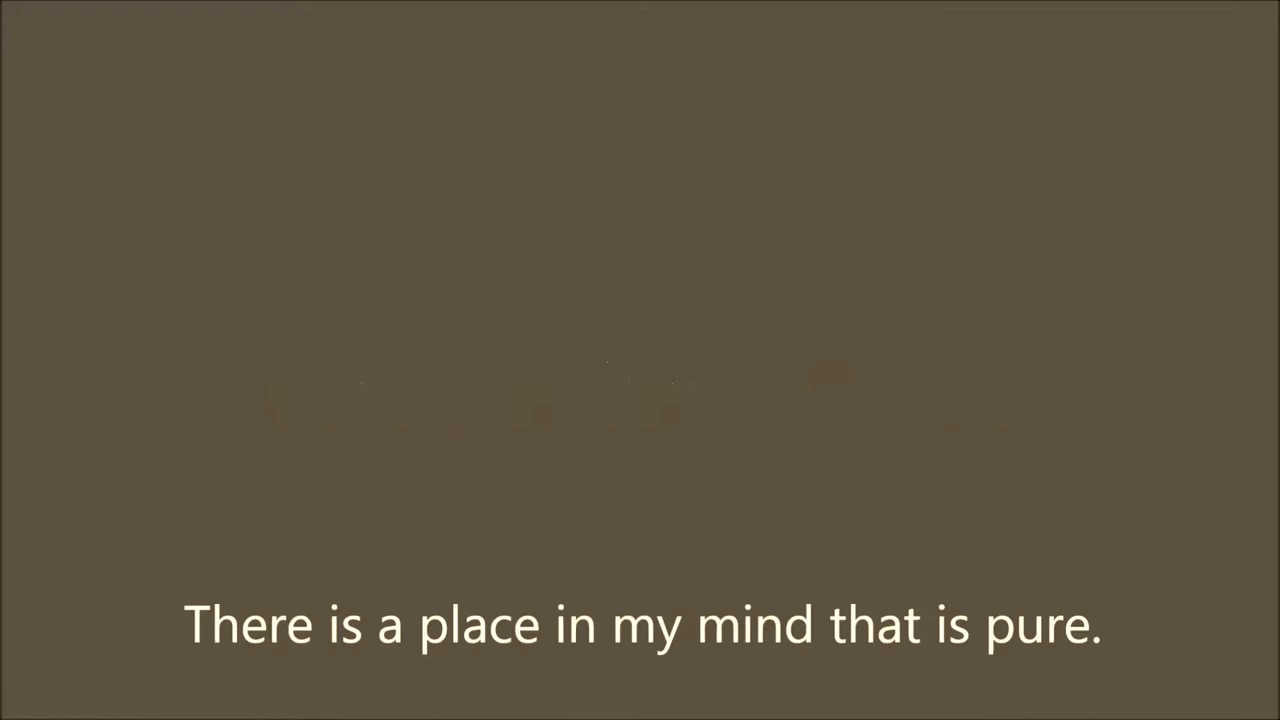 There is a place in my mind that is pure.